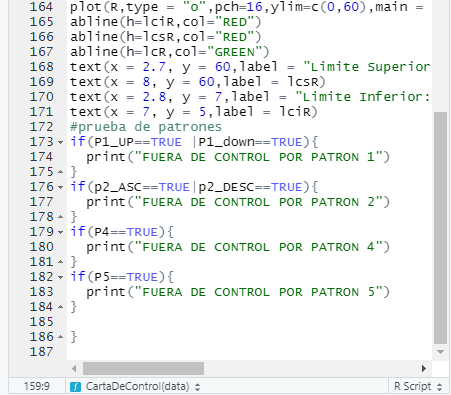 164 plot(R,type = "o",pch=16,ylim=c(0,60),main =
165 abline(h=lciR,col="RED")
166 abline(h=lcsR,col="RED")
167 abline(h=lcR,col="GREEN")
168 text(x = 2.7, y = 60,label = "Limite Superior
169 text(x = 8, y = 60,label = lcsR)
170 text(x = 2.8, y = 7,label = "Limite Inferior:
171 text(x = 7, y = 5,label = lciR)
172 #prueba de patrones
173 if(P1_UP==TRUE |P1_down==TRUE){
174 print("FUERA DE CONTROL POR PATRON 1")
175 }
176 if(p2_ASC==TRUE|p2_DESC==TRUE){
177 print("FUERA DE CONTROL POR PATRON 2")
178 }
179 if(P4==TRUE){
180 print("FUERA DE CONTROL POR PATRON 4")
181 }
182 if(P5==TRUE){
183 print("FUERA DE CONTROL POR PATRON 5")
184 }
185
186 }
187
159:9 CartaDeControl(data) R Script